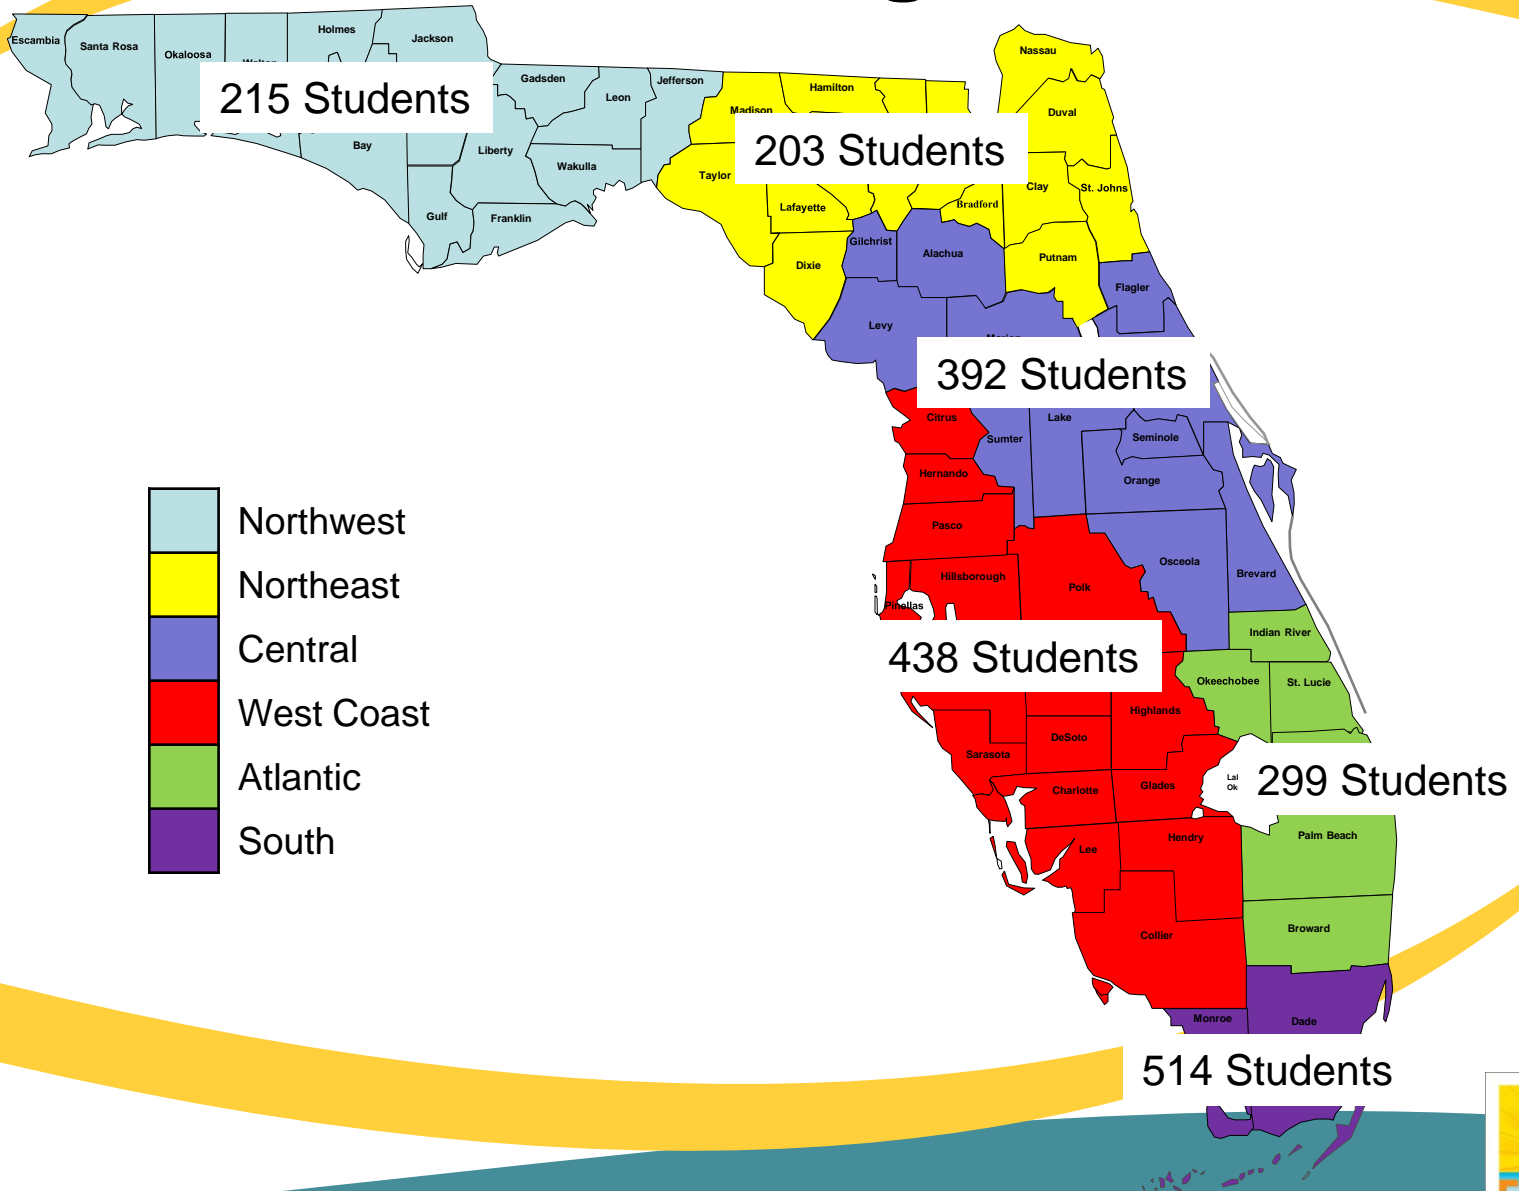 Escambia
Santa Rosa
Okaloosa
Holmes
Jackson
215 Students
Bay
Gulf
Gadsden
Liberty
Franklin
Leon
Wakulla
Jefferson
Madison
Hamilton
Taylor
203 Students
Lafayette
Dixie
Nassau
Duval
Clay
St. Johns
Bradford
Putnam
Gilchrist
Alachua
Flagler
Levy
392 Students
Citrus
Sumter
Lake
Seminole
Orange
Hernando
Pasco
Osceola
Brevard
Pinellas
Hillsborough
Polk
438 Students
Indian River
Okeechobee
St. Lucie
Highlands
Sarasota
DeSoto
Charlotte
Glades
299 Students
Lee
Hendry
Palm Beach
Collier
Broward
Monroe
Dade
514 Students
Northwest
Northeast
Central
West Coast
Atlantic
South